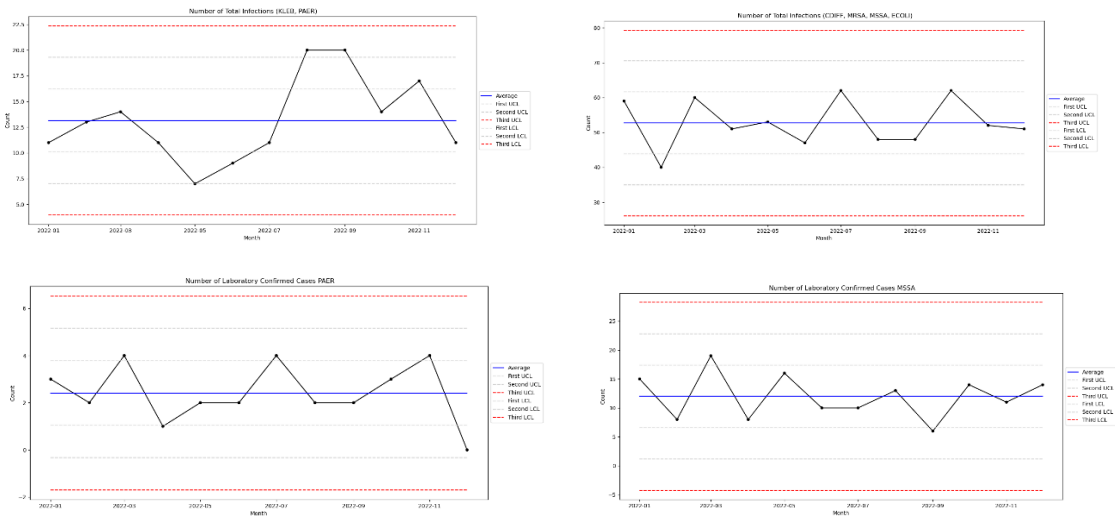 Number of Total Infections (KLEB, PAER)
22.5
20.0
17.5
15.0
12.5
10.0
7.5
5.0
Count
2022-01
2022-03
2022-05
2022-07
2022-09
2022-11
Month
Average
First UCL
Second UCL
Third UCL
First LCL
Second LCL
Third LCL
Number of Total Infections (CDIFF, MRSA, MSSA, ECOLI)
80
70
60
50
40
30
Count
2022-01
2022-03
2022-05
2022-07
2022-09
2022-11
Month
Average
First UCL
Second UCL
Third UCL
First LCL
Second LCL
Third LCL
Number of Laboratory Confirmed Cases PAER
6
4
2
0
−2
Count
2022-01
2022-03
2022-05
2022-07
2022-09
2022-11
Month
Average
First UCL
Second UCL
Third UCL
First LCL
Second LCL
Third LCL
Number of Laboratory Confirmed Cases MSSA
25
20
15
10
5
0
−5
Count
2022-01
2022-03
2022-05
2022-07
2022-09
2022-11
Month
Average
First UCL
Second UCL
Third UCL
First LCL
Second LCL
Third LCL